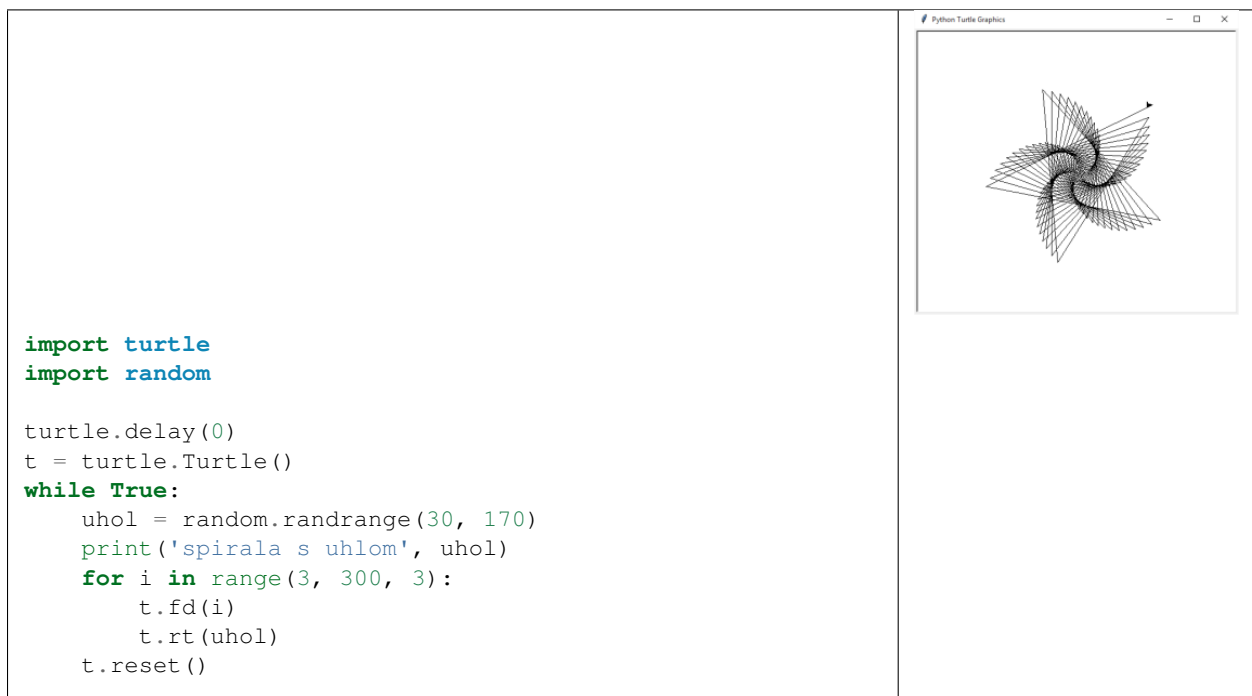 Python Turtle Graphics
import turtle
import random

turtle.delay(0)
t = turtle.Turtle()
while True:
    uhol = random.randrange(30, 170)
    print('spirala s uhlom', uhol)
    for i in range(3, 300, 3):
        t.fd(i)
        t.rt(uhol)
    t.reset()